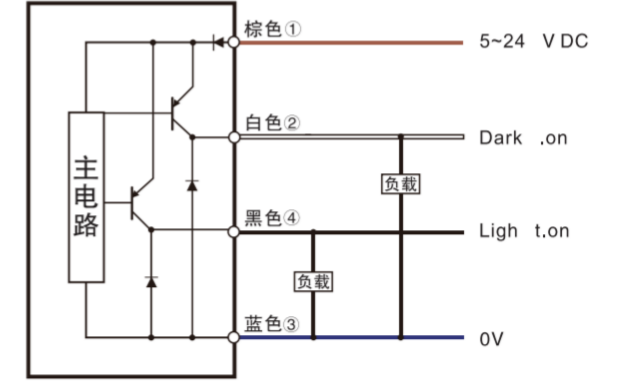 棕色①
5~24 V DC
白色②
Dark .on
负载
主电路
黑色④
Ligh t.on
负载
蓝色③
0V